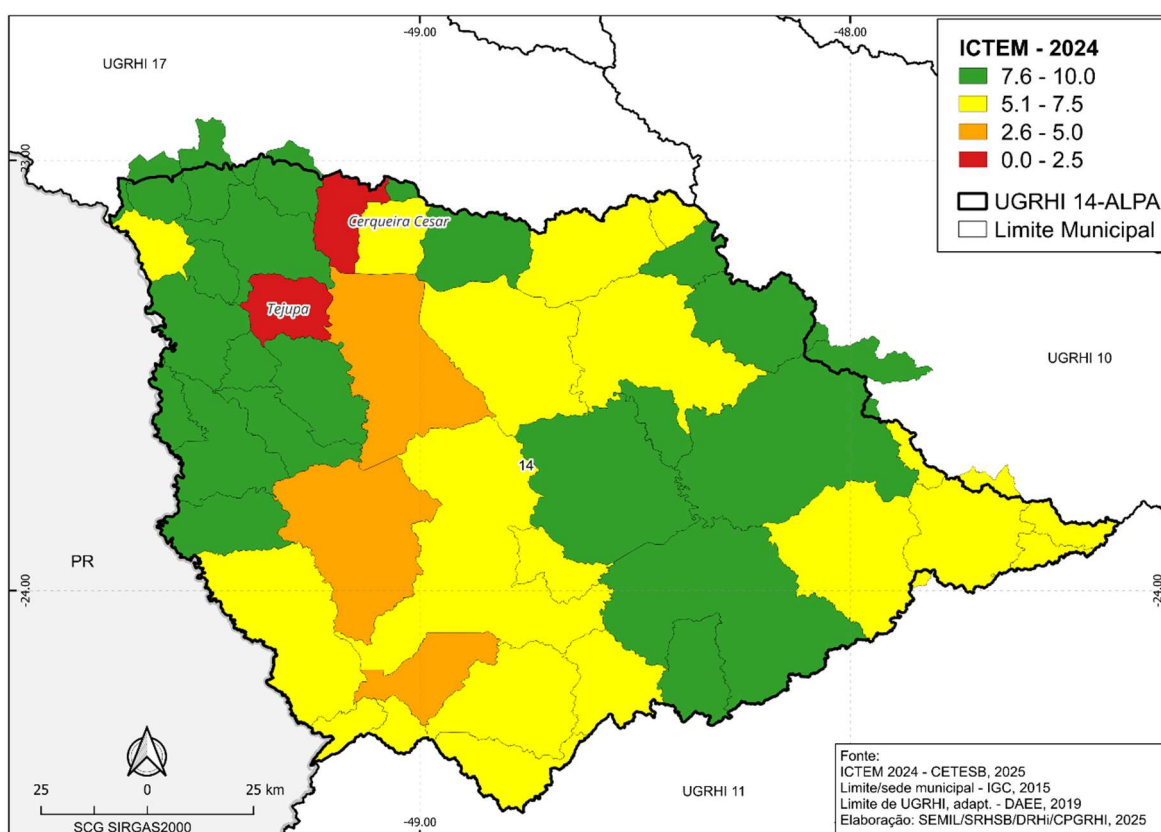 -49.00
-48.00
UGRHI 17
ICTEM - 2024
7.6 - 10.0
5.1 - 7.5
2.6 - 5.0
0.0 - 2.5
UGRHI 14-ALPA
Limite Municipal
Cerqueira Cesar
Tejupa
UGRHI 10
14
PR
-24.00
-24.00
UGRHI 11
25 0 25 km
SCG SIRGAS2000
-49.00
Fonte:
ICTEM 2024 - CETESB, 2025
Limite/sede municipal - IGC, 2015
Limite de UGRHI, adapt. - DAEE, 2019
Elaboração: SEMIL/SRHSB/DRHi/CPGRHI, 2025